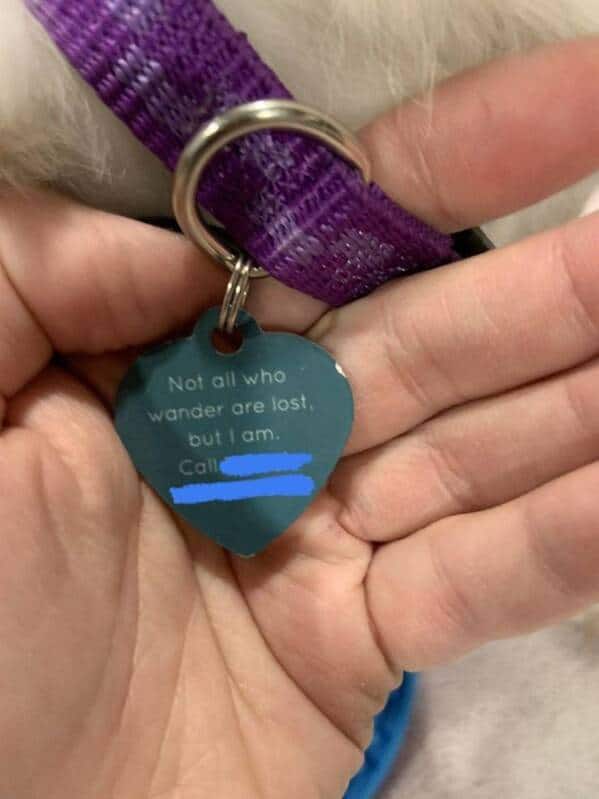 Not all who
wander are lost,
but I am.
Call